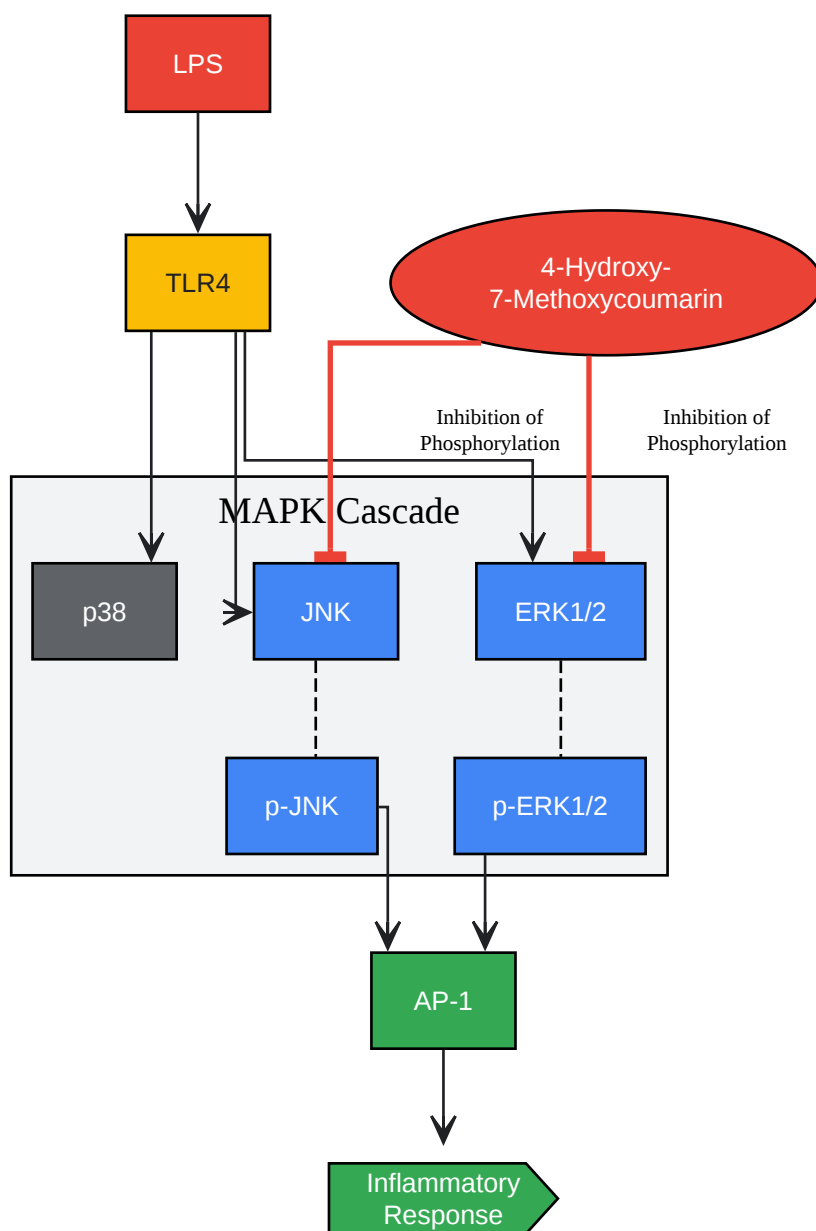 LPS
TLR4
4-Hydroxy-
7-Methoxycoumarin
Inhibition of
Phosphorylation
Inhibition of
Phosphorylation
MAPK Cascade
p38
JNK
ERK1/2
p-JNK
p-ERK1/2
AP-1
Inflammatory
Response